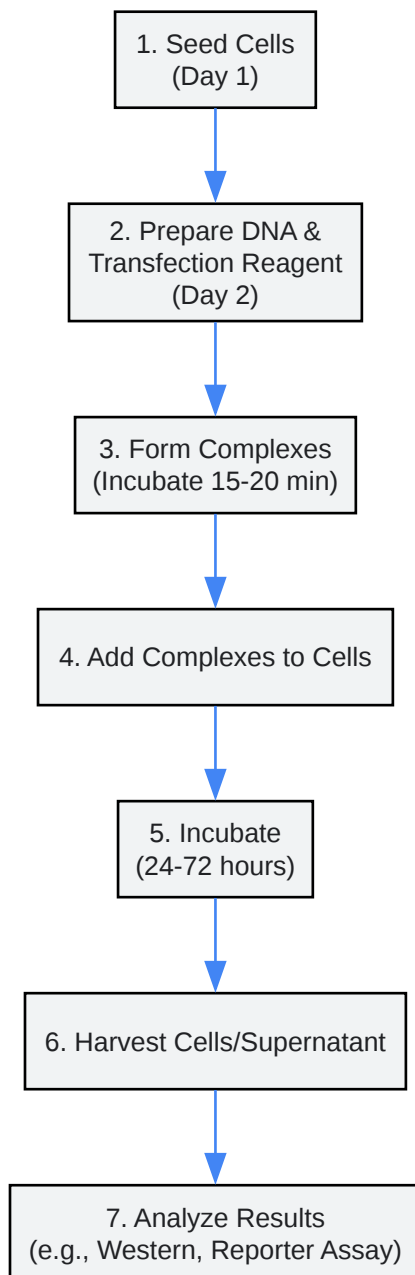 1. Seed Cells
(Day 1)
2. Prepare DNA &
Transfection Reagent
(Day 2)
3. Form Complexes
(Incubate 15-20 min)
4. Add Complexes to Cells
5. Incubate
(24-72 hours)
6. Harvest Cells/Supernatant
7. Analyze Results
(e.g., Western, Reporter Assay)